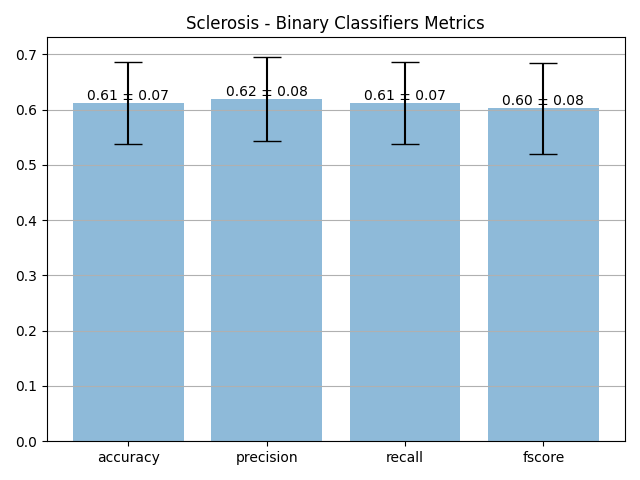 Sclerosis - Binary Classifiers Metrics
0.7
0.6
0.5
0.4
0.3
0.2
0.1
0.0
0.61 ± 0.07
0.62 ± 0.08
0.61 ± 0.07
0.60 ± 0.08
accuracy
precision
recall
fscore